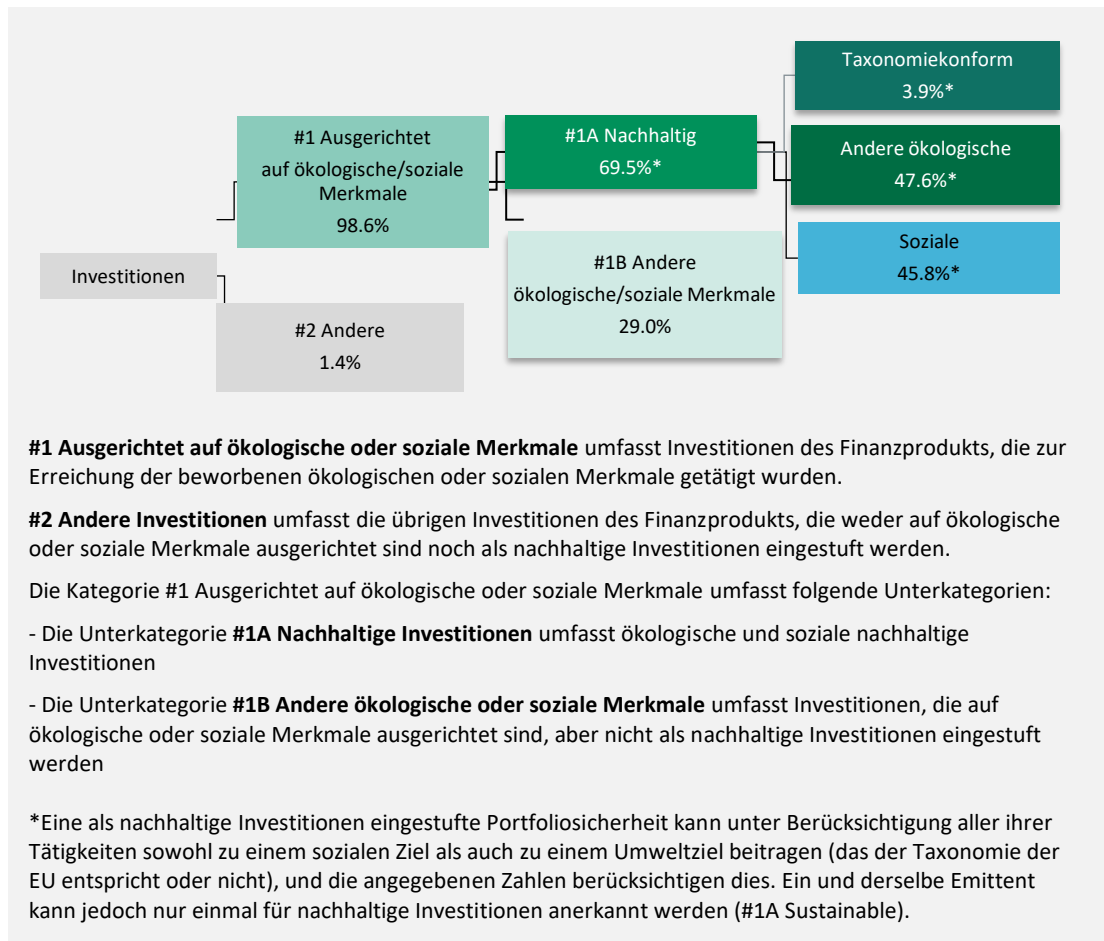 Taxonomiekonform
3.9%*
#1 Ausgerichtet
auf ökologische/soziale
Merkmale
98.6%
#1A Nachhaltig
69.5%*
Andere ökologische
47.6%*
Soziale
45.8%*
Investitionen
#1B Andere
ökologische/soziale Merkmale
29.0%
#2 Andere
1.4%
#1 Ausgerichtet auf ökologische oder soziale Merkmale umfasst Investitionen des Finanzprodukts, die zur
Erreichung der beworbenen ökologischen oder sozialen Merkmale getätigt wurden.
#2 Andere Investitionen umfasst die übrigen Investitionen des Finanzprodukts, die weder auf ökologische
oder soziale Merkmale ausgerichtet sind noch als nachhaltige Investitionen eingestuft werden.
Die Kategorie #1 Ausgerichtet auf ökologische oder soziale Merkmale umfasst folgende Unterkategorien:
- Die Unterkategorie #1A Nachhaltige Investitionen umfasst ökologische und soziale nachhaltige
Investitionen
- Die Unterkategorie #1B Andere ökologische oder soziale Merkmale umfasst Investitionen, die auf
ökologische oder soziale Merkmale ausgerichtet sind, aber nicht als nachhaltige Investitionen eingestuft
werden
*Eine als nachhaltige Investitionen eingestufte Portfoliosicherheit kann unter Berücksichtigung aller ihrer
Tätigkeiten sowohl zu einem sozialen Ziel als auch zu einem Umweltziel beitragen (das der Taxonomie der
EU entspricht oder nicht), und die angegebenen Zahlen berücksichtigen dies. Ein und derselbe Emittent
kann jedoch nur einmal für nachhaltige Investitionen anerkannt werden (#1A Sustainable).